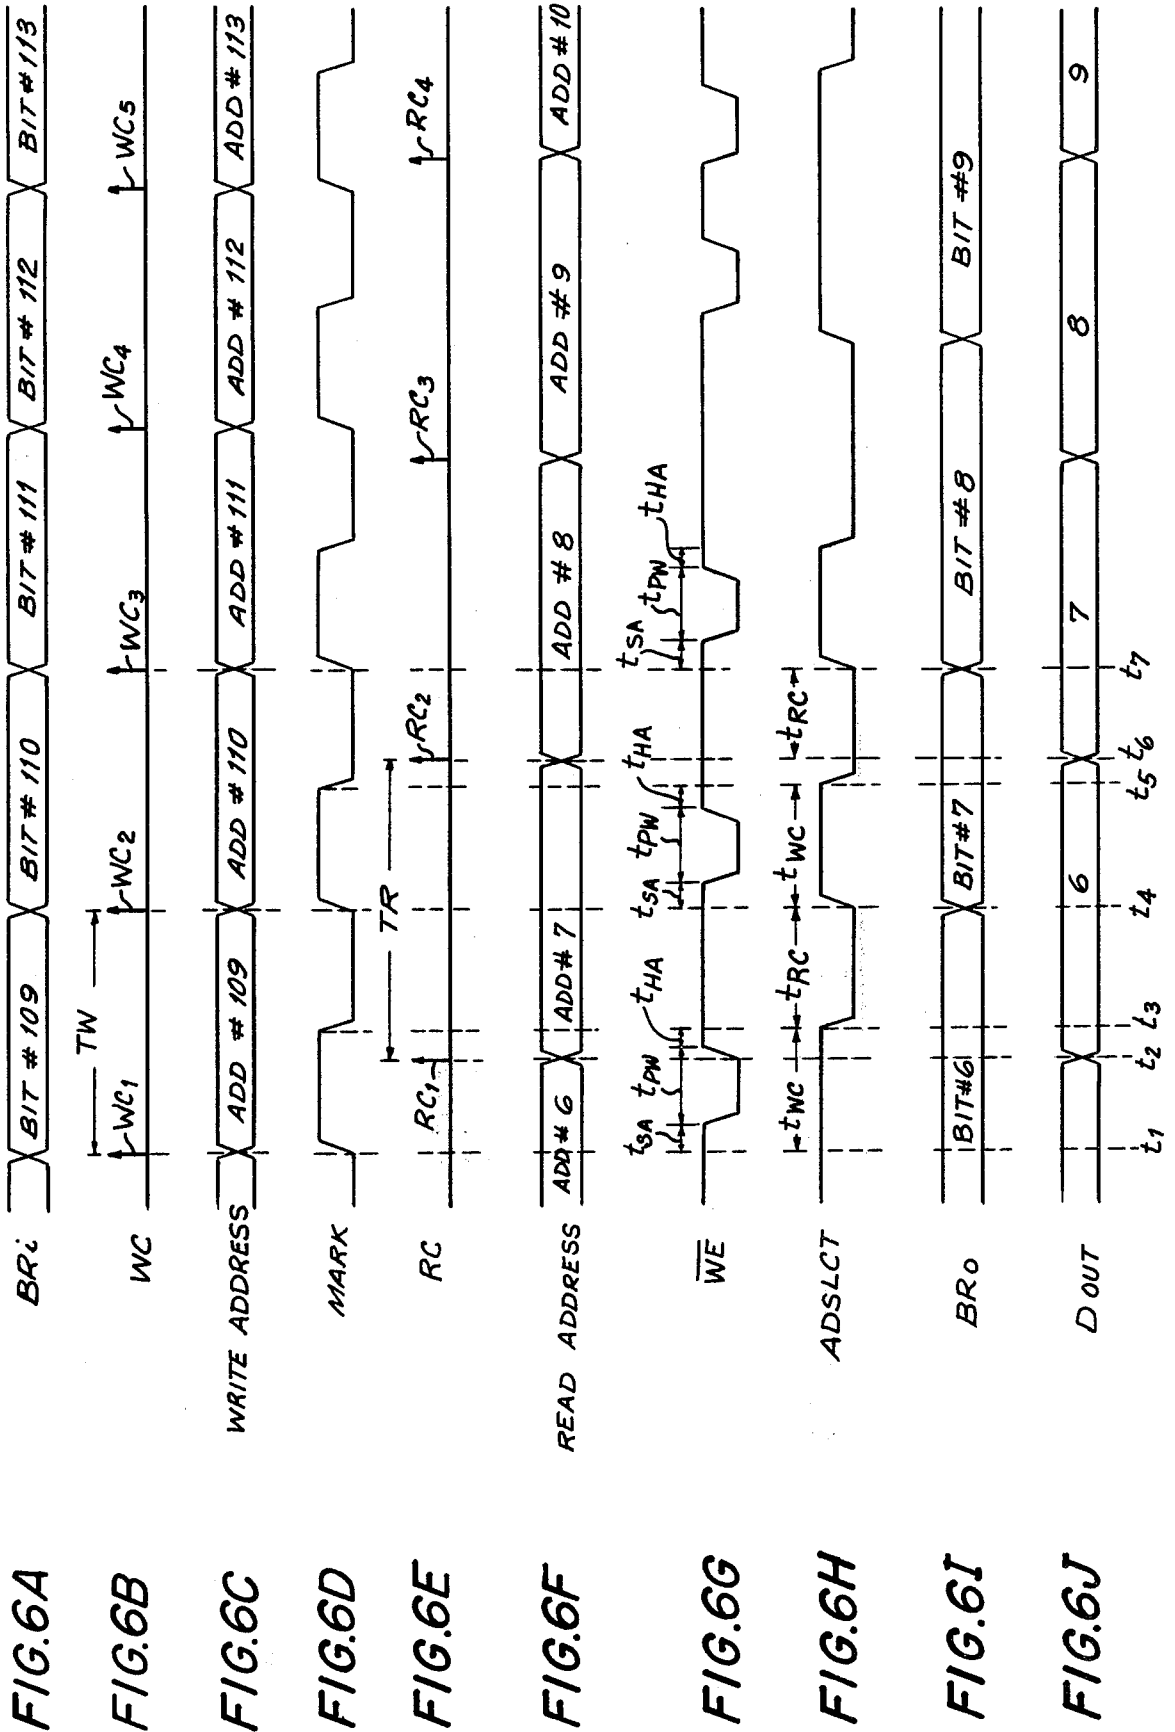 FIG.6A BRi BIT # 109 BIT # 110 BIT # 111 BIT # 112 BIT # 113
TW
FIG.6B WC WC1 WC2 WC3 WC4 WC5
FIG.6C WRITE ADDRESS ADD # 109 ADD # 110 ADD # 111 ADD # 112 ADD # 113
FIG.6D MARK
TR
FIG.6E RC RC1 RC2 RC3 RC4
FIG.6F READ ADDRESS ADD# 6 ADD# 7 ADD # 8 ADD # 9 ADD # 10
tSA tPW tHA tSA tPW tHA tSA tPW tHA
FIG.6G WE
tWC tRC tWC tRC
FIG.6H ADSLCT
FIG.6I BRo BIT#6 BIT#7 BIT #8 BIT #9
FIG.6J D OUT 6 7 8 9
t1 t2 t3 t4 t5 t6 t7